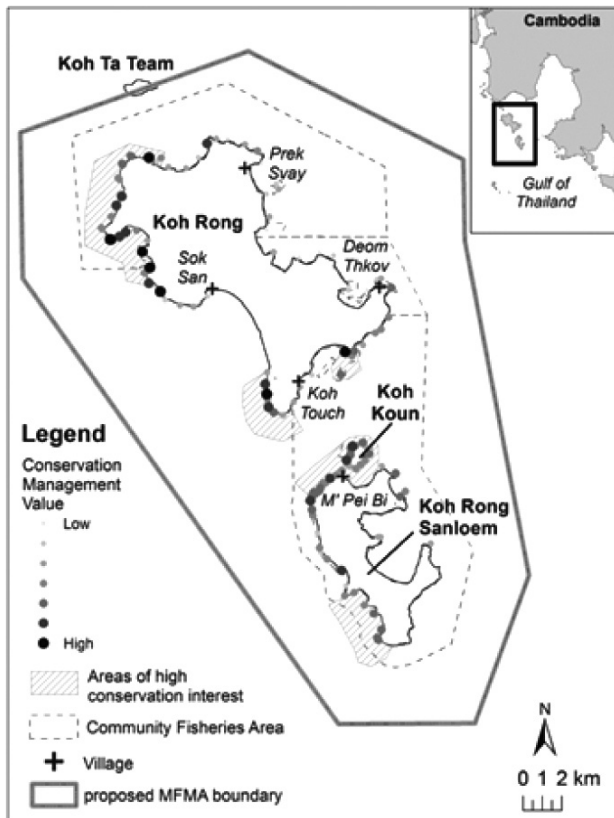 Cambodia
Gulf of
Thailand
Koh Ta Team
Prek
Svay
Koh Rong
Sok
San
Deom
Thkov
Koh
Touch
Koh
Koun
M' Pei Bi
Koh Rong
Sanloem
Legend
Conservation
Management
Value
Low
High
Areas of high
conservation interest
Community Fisheries Area
Village
proposed MFMA boundary
N
0 1 2 km